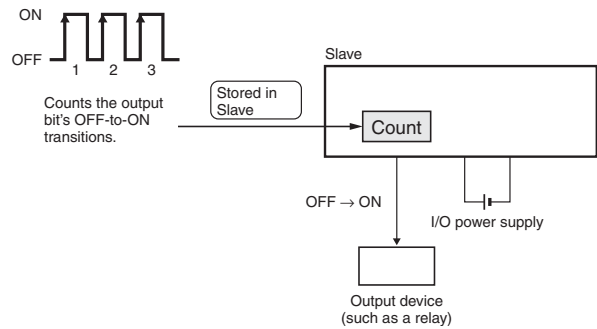 ON
OFF
1 2 3
Counts the output
bit's OFF-to-ON
transitions.
Stored in
Slave
Slave
Count
OFF → ON
I/O power supply
Output device
(such as a relay)